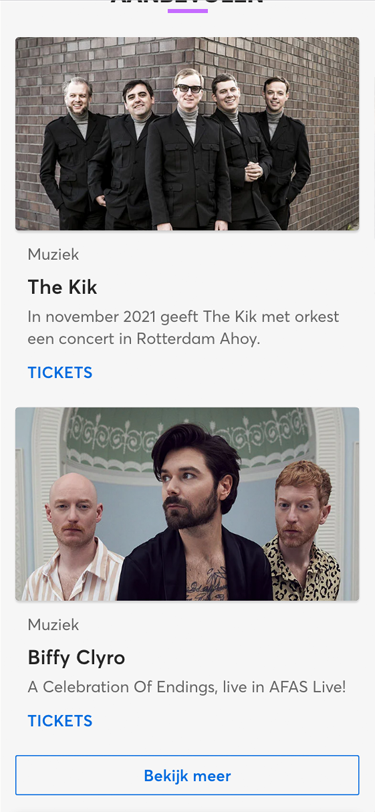 AANBEVOLEN
Muziek
The Kik
In november 2021 geeft The Kik met orkest
een concert in Rotterdam Ahoy.
TICKETS
Muziek
Biffy Clyro
A Celebration Of Endings, live in AFAS Live!
TICKETS
Bekijk meer